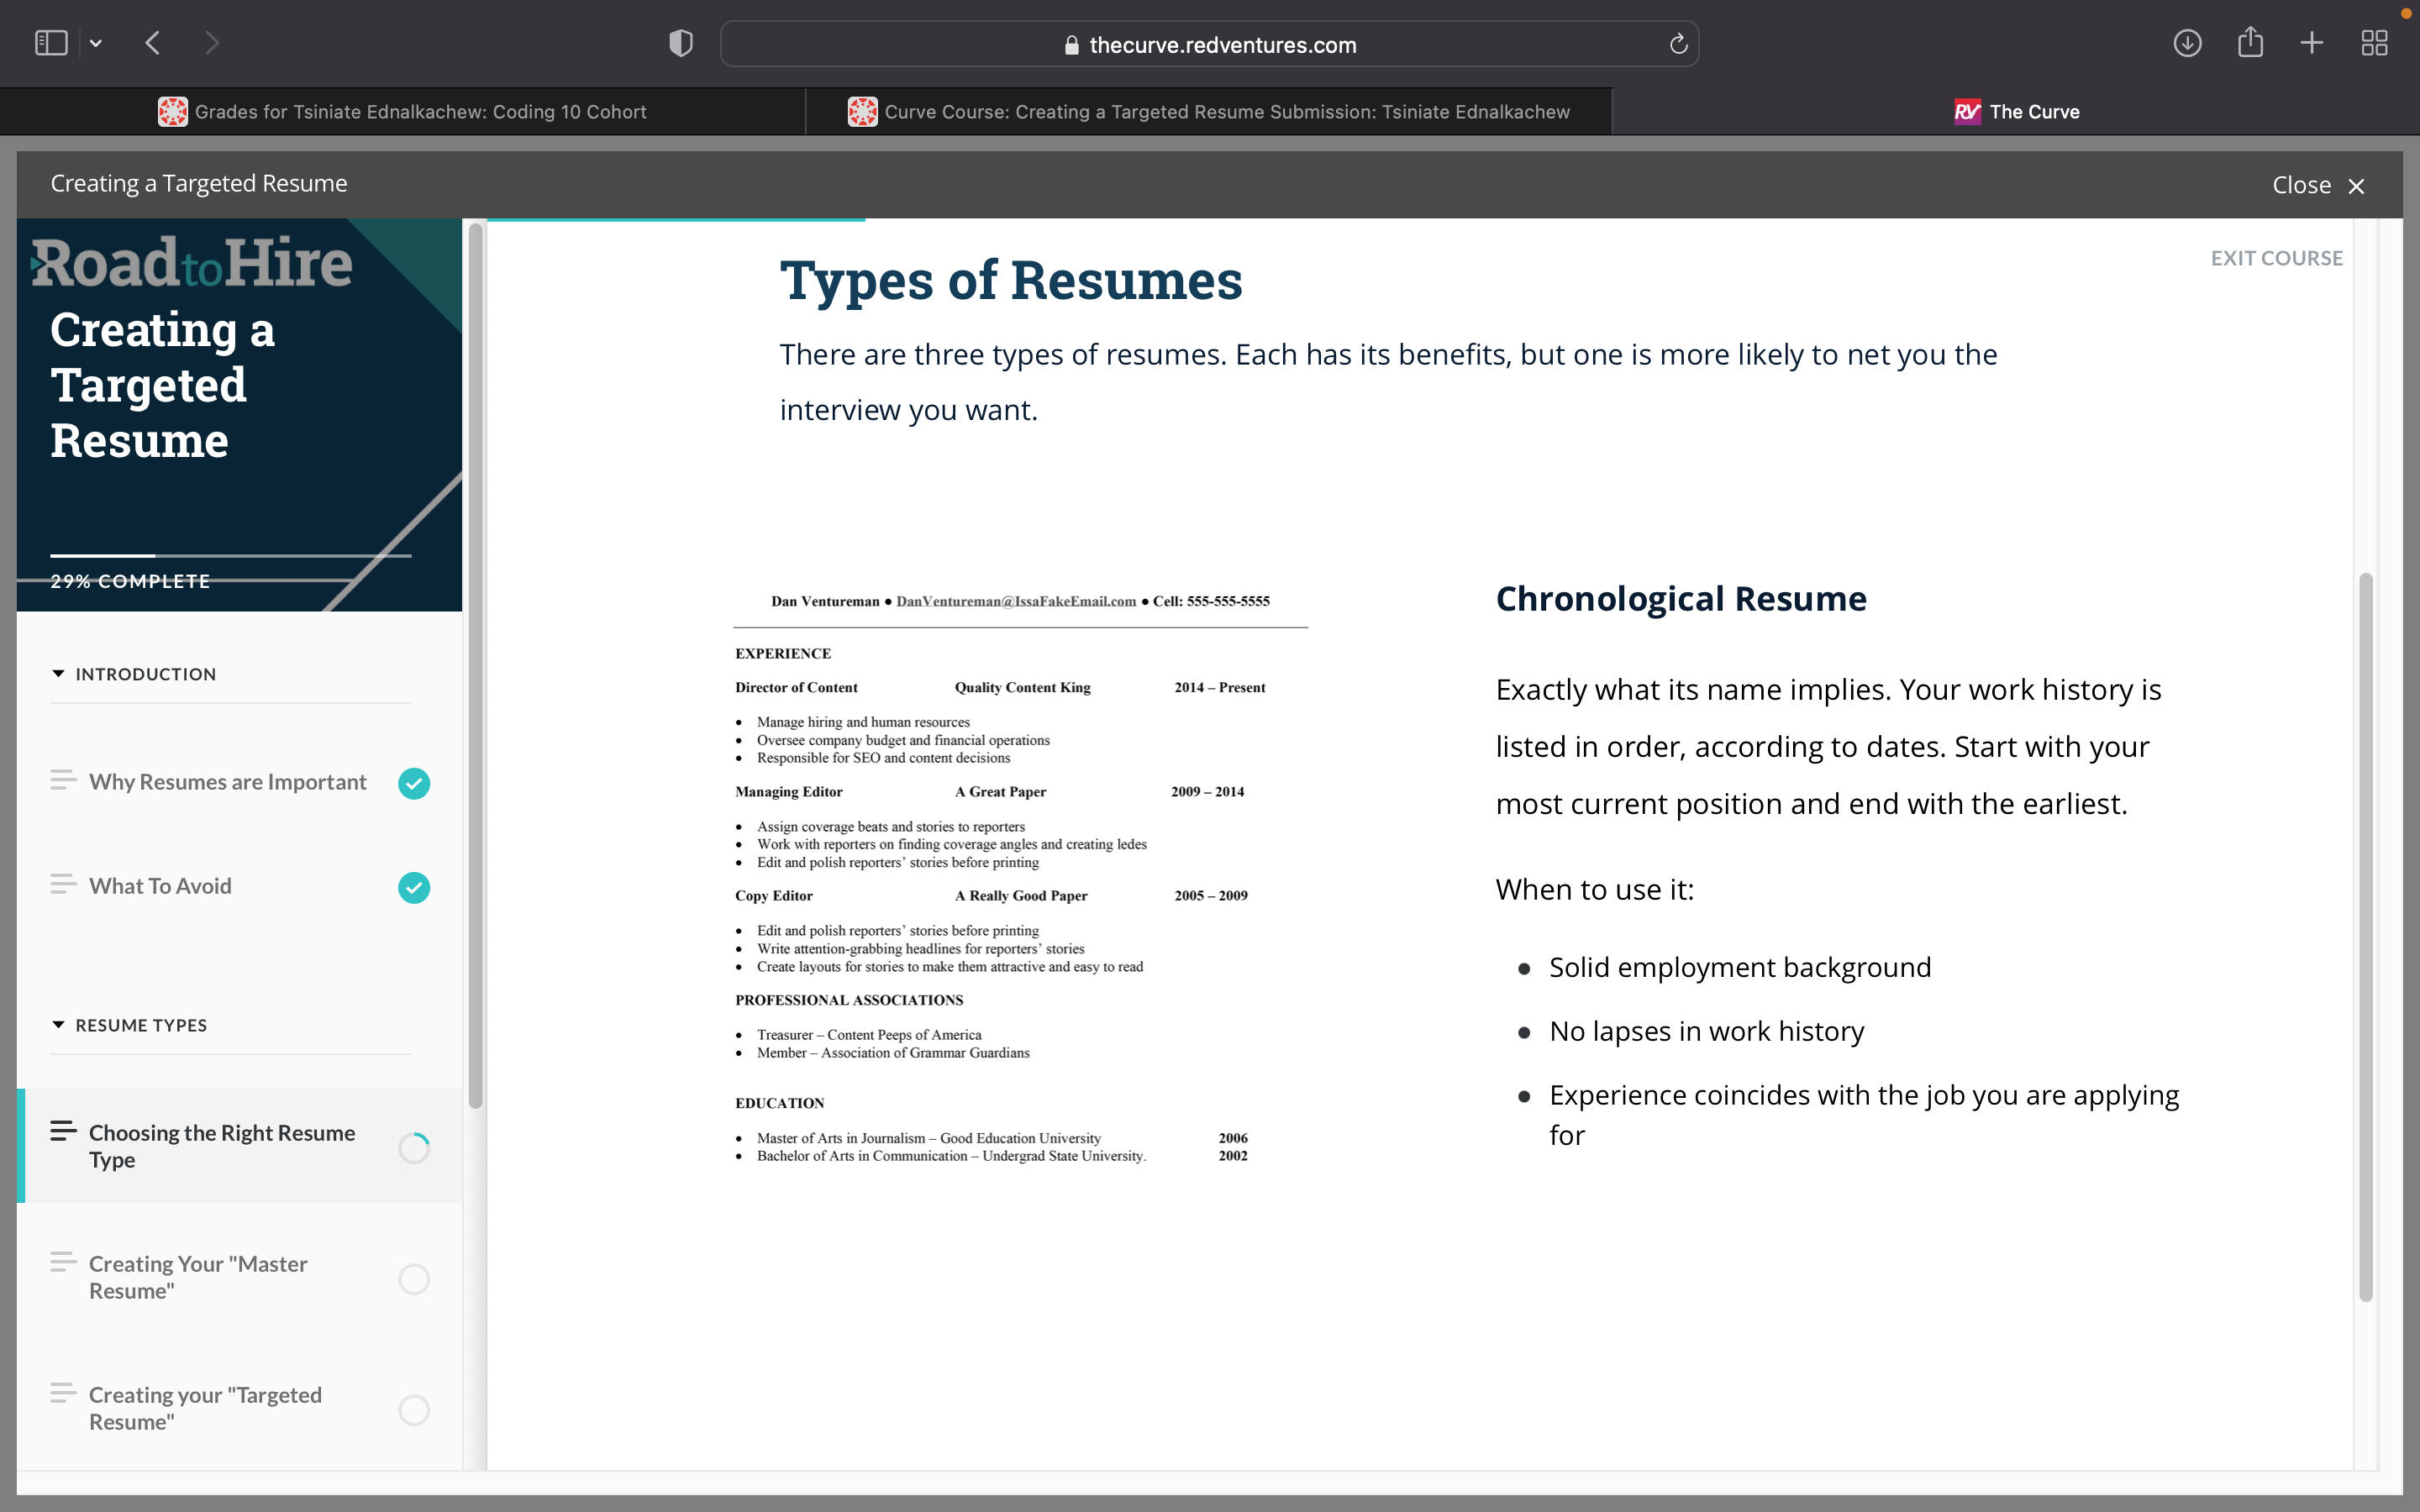 thecurve.redventures.com
Grades for Tsiniate Ednalkachew: Coding 10 Cohort
Curve Course: Creating a Targeted Resume Submission: Tsiniate Ednalkachew
RV The Curve
Creating a Targeted Resume
Close
RoadtoHire
Creating a
Targeted
Resume
29% COMPLETE
INTRODUCTION
Why Resumes are Important
What To Avoid
RESUME TYPES
Choosing the Right Resume
Type
Creating Your "Master
Resume"
Creating your "Targeted
Resume"
EXIT COURSE
Types of Resumes
There are three types of resumes. Each has its benefits, but one is more likely to net you the
interview you want.
Dan Ventureman ● DanVentureman@IssaFakeEmail.com ● Cell: 555-555-5555
EXPERIENCE
Director of Content Quality Content King 2014 – Present
• Manage hiring and human resources
• Oversee company budget and financial operations
• Responsible for SEO and content decisions
Managing Editor A Great Paper 2009 – 2014
• Assign coverage beats and stories to reporters
• Work with reporters on finding coverage angles and creating ledes
• Edit and polish reporters’ stories before printing
Copy Editor A Really Good Paper 2005 – 2009
• Edit and polish reporters’ stories before printing
• Write attention-grabbing headlines for reporters’ stories
• Create layouts for stories to make them attractive and easy to read
PROFESSIONAL ASSOCIATIONS
• Treasurer – Content Peeps of America
• Member – Association of Grammar Guardians
EDUCATION
• Master of Arts in Journalism – Good Education University 2006
• Bachelor of Arts in Communication – Undergrad State University. 2002
Chronological Resume
Exactly what its name implies. Your work history is
listed in order, according to dates. Start with your
most current position and end with the earliest.
When to use it:
● Solid employment background
● No lapses in work history
● Experience coincides with the job you are applying
for